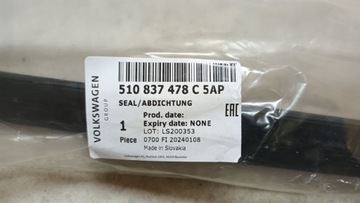 VOLKSWAGEN
GROUP
510 837 478 C 5AP
SEAL/ABDICHTUNG
Prod. date:
1 Expiry date: NONE
LOT: LS200353
Piece 0700 FI 20240108
Made in Slovakia
EAC